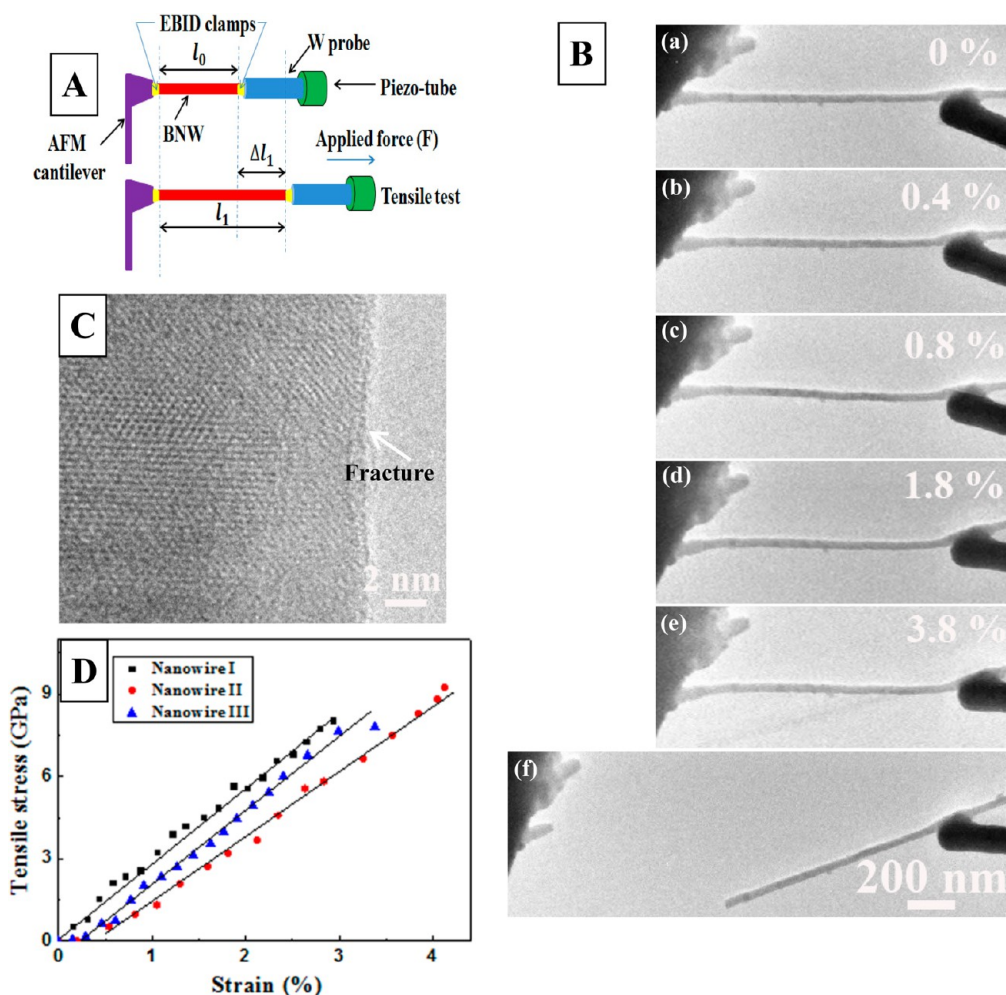 A
EBID clamps
l₀
W probe
Piezo-tube
BNW
AFM
cantilever
Δl₁
Applied force (F)
Tensile test
l₁
B
(a)
0 %
(b)
0.4 %
(c)
0.8 %
(d)
1.8 %
(e)
3.8 %
(f)
200 nm
C
Fracture
2 nm
D
Nanowire I
Nanowire II
Nanowire III
Tensile stress (GPa)
9
6
3
0
0 1 2 3 4
Strain (%)